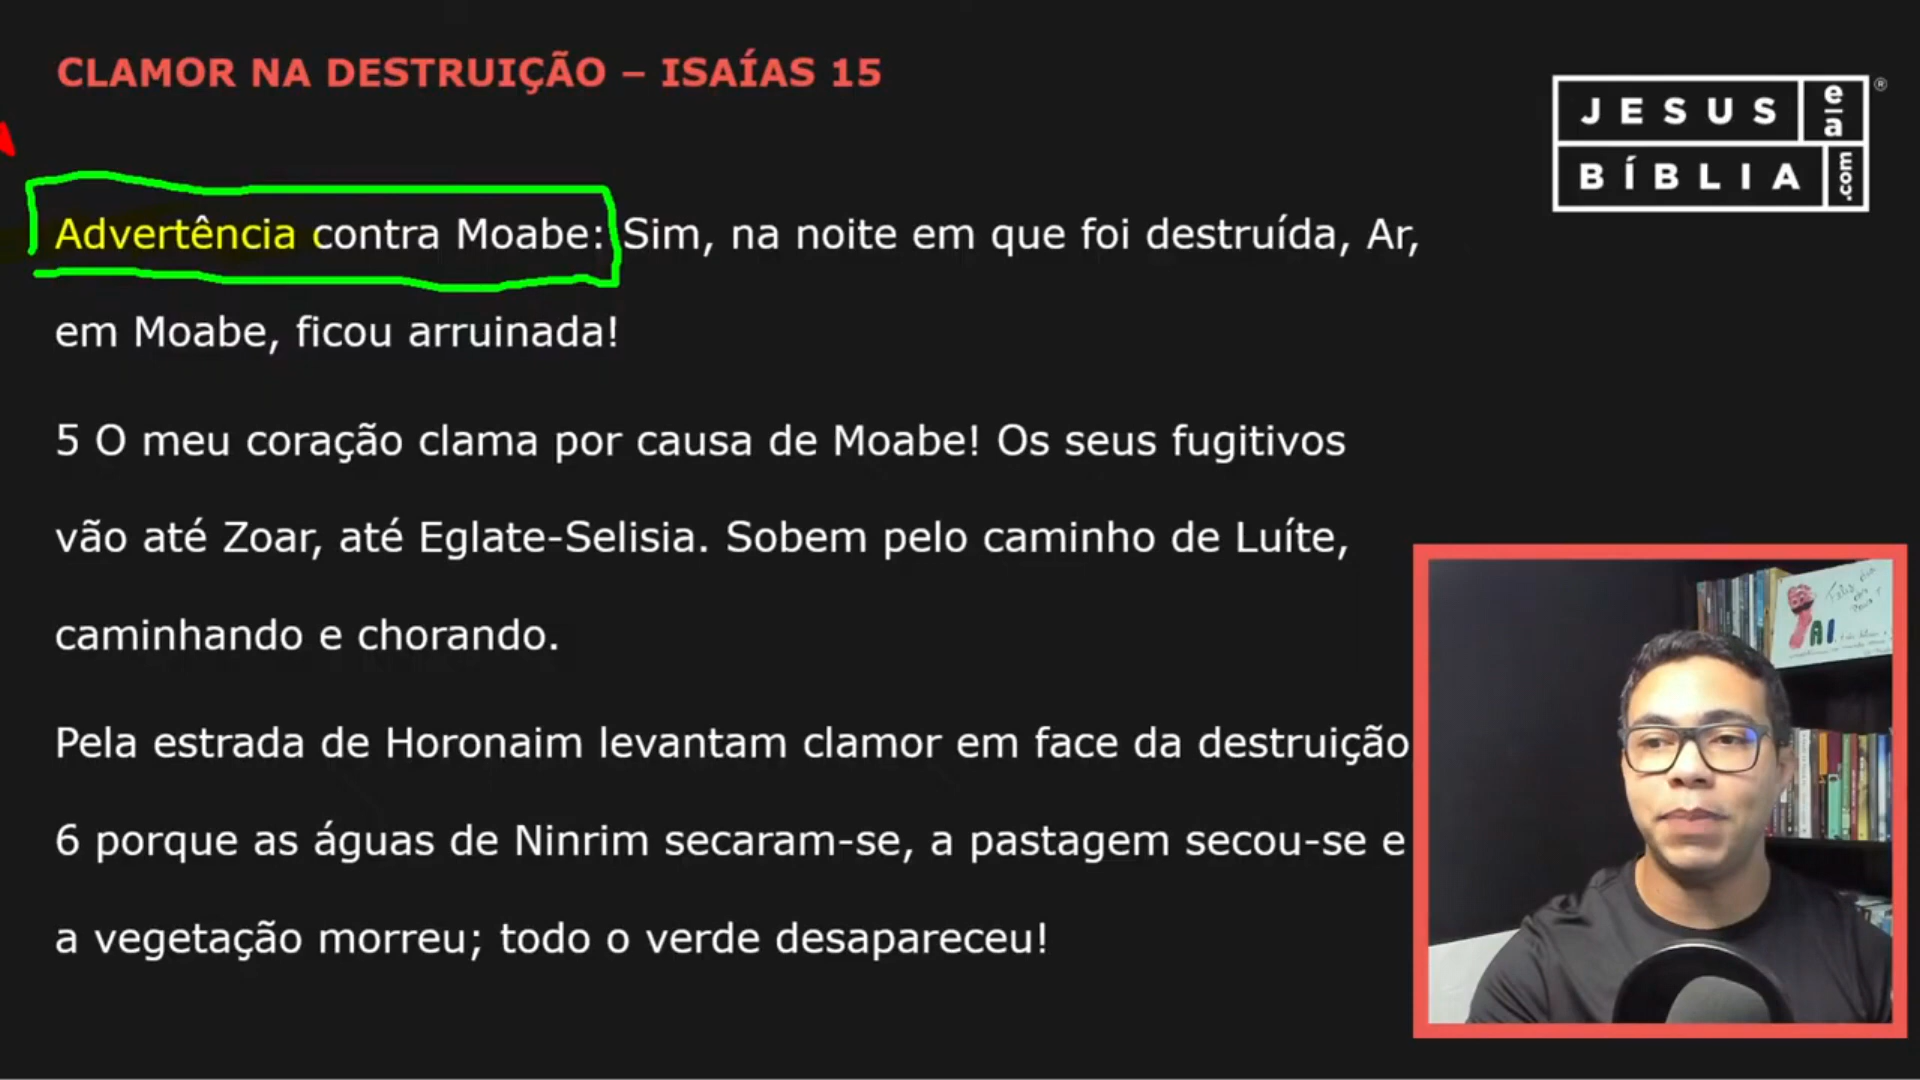 CLAMOR NA DESTRUIÇÃO – ISAÍAS 15
JESUS e a
BÍBLIA .com
®
Advertência contra Moabe: Sim, na noite em que foi destruída, Ar,
em Moabe, ficou arruinada!
5 O meu coração clama por causa de Moabe! Os seus fugitivos
vão até Zoar, até Eglate-Selisia. Sobem pelo caminho de Luíte,
caminhando e chorando.
Pela estrada de Horonaim levantam clamor em face da destruição
6 porque as águas de Ninrim secaram-se, a pastagem secou-se e
a vegetação morreu; todo o verde desapareceu!